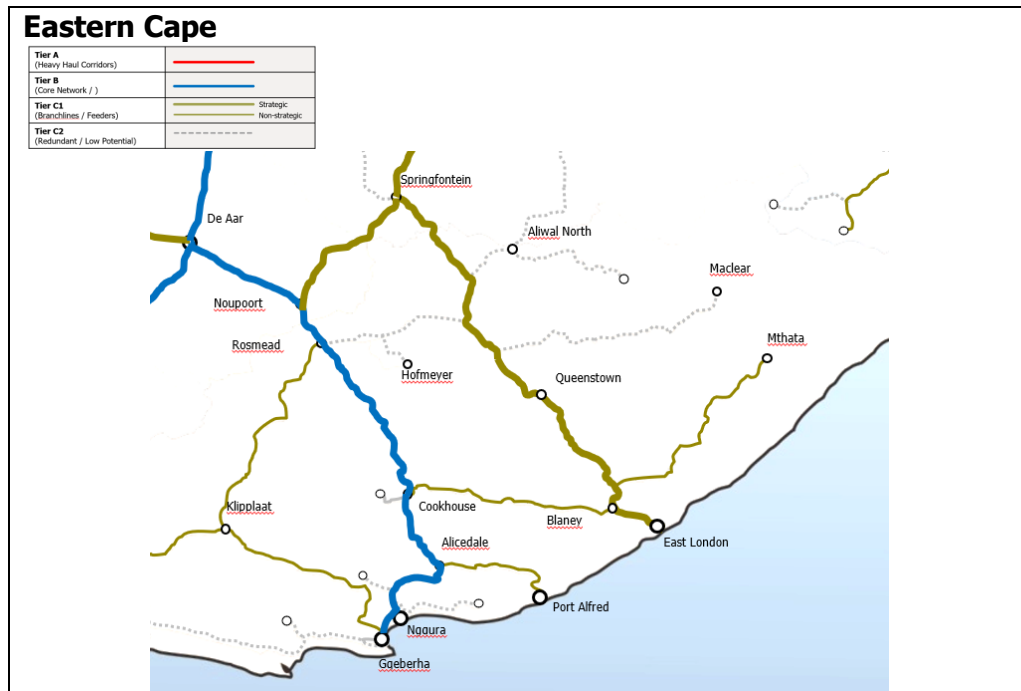 Eastern Cape
Tier A
(Heavy Haul Corridors)
Tier B
(Core Network / )
Tier C1
(Branchlines / Feeders)
Strategic
Non-strategic
Tier C2
(Redundant / Low Potential)
Springfontein
De Aar
Aliwal North
Maclear
Noupoort
Rosmead
Mthata
Hofmeyer
Queenstown
Klipplaat
Cookhouse
Blaney
East London
Alicedale
Port Alfred
Nggura
Ggeberha